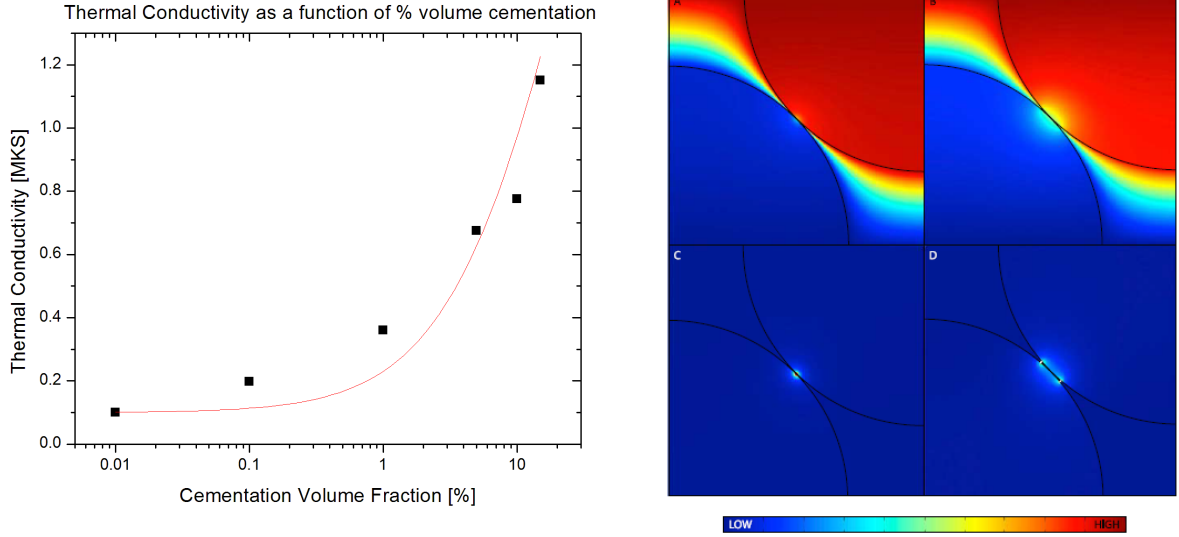 Thermal Conductivity as a function of % volume cementation
Thermal Conductivity [MKS]
1.2
1.0
0.8
0.6
0.4
0.2
0.0
0.01 0.1 1 10
Cementation Volume Fraction [%]
A B
C D
LOW HIGH